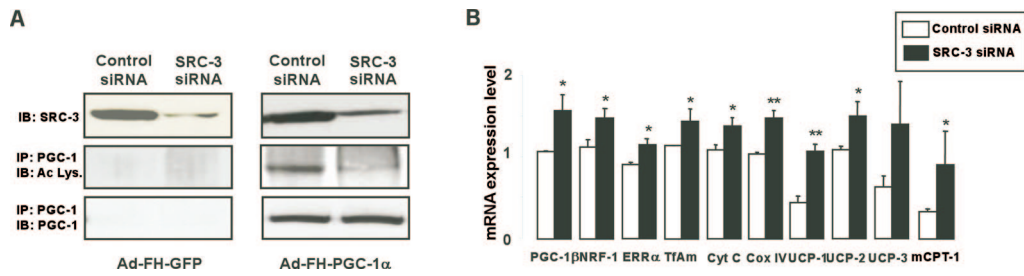 A
Control siRNA
SRC-3 siRNA
Control siRNA
SRC-3 siRNA
IB: SRC-3
IP: PGC-1
IB: Ac Lys.
IP: PGC-1
IB: PGC-1
Ad-FH-GFP
Ad-FH-PGC-1α
B
Control siRNA
SRC-3 siRNA
mRNA expression level
2
1
0
* * * * * ** ** * *
PGC-1β NRF-1 ERRα TfAm Cyt C Cox IV UCP-1 UCP-2 UCP-3 mCPT-1